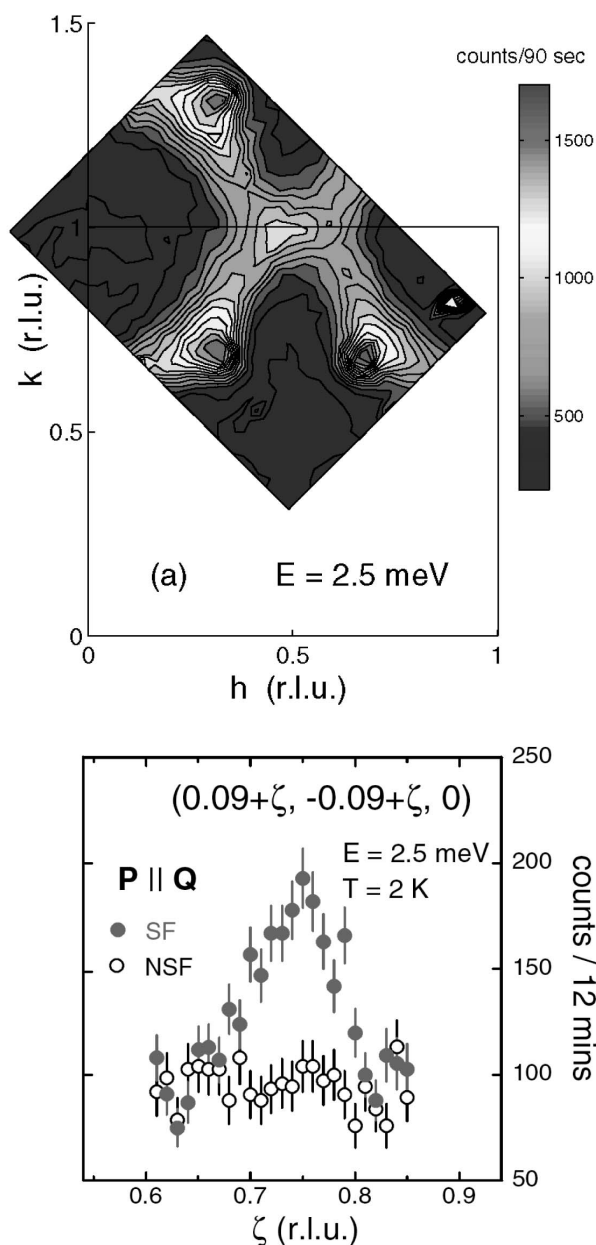 counts/90 sec
1.5
1
0.5
0
k (r.l.u.)
1500
1000
500
(a) E = 2.5 meV
0 0.5 1
h (r.l.u.)
(0.09+ζ, -0.09+ζ, 0)
P || Q
E = 2.5 meV
T = 2 K
SF
NSF
250
200
150
100
50
counts / 12 mins
0.6 0.7 0.8 0.9
ζ (r.l.u.)